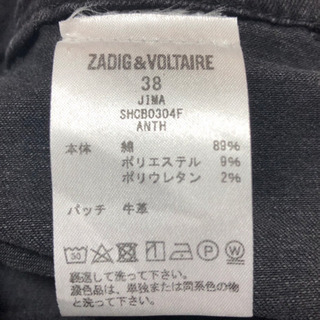 ZADIG&VOLTAIRE
38
JIMA
SHCB0304F
ANTH
本体 綿 89%
ポリエステル 9%
ポリウレタン 2%
パッチ 牛革
30 P W
裏返して洗って下さい。
濃色品は、単独または同系色の物
と洗って下さい。